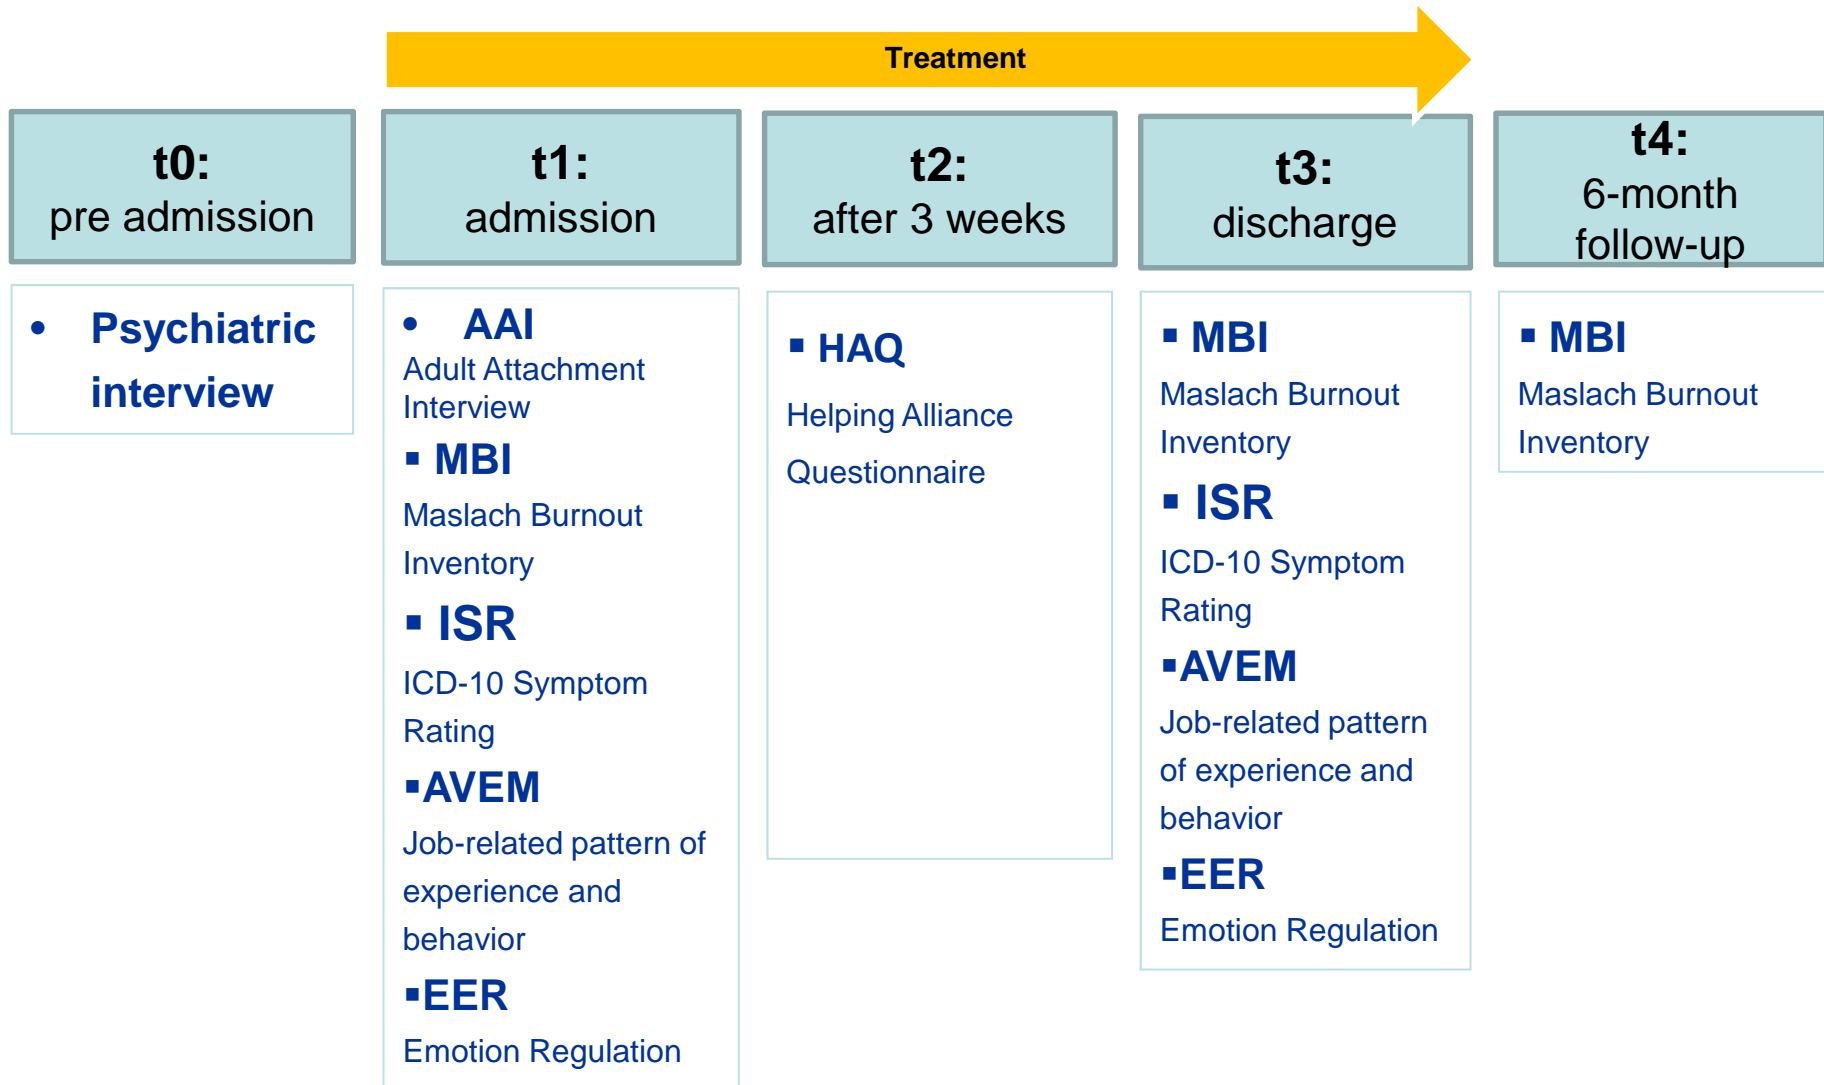 Treatment
t0:
pre admission
t1:
admission
t2:
after 3 weeks
t3:
discharge
t4:
6-month
follow-up
• Psychiatric
interview
• AAI
Adult Attachment
Interview
▪ MBI
Maslach Burnout
Inventory
▪ ISR
ICD-10 Symptom
Rating
▪AVEM
Job-related pattern of
experience and
behavior
▪EER
Emotion Regulation
▪ HAQ
Helping Alliance
Questionnaire
▪ MBI
Maslach Burnout
Inventory
▪ ISR
ICD-10 Symptom
Rating
▪AVEM
Job-related pattern
of experience and
behavior
▪EER
Emotion Regulation
▪ MBI
Maslach Burnout
Inventory